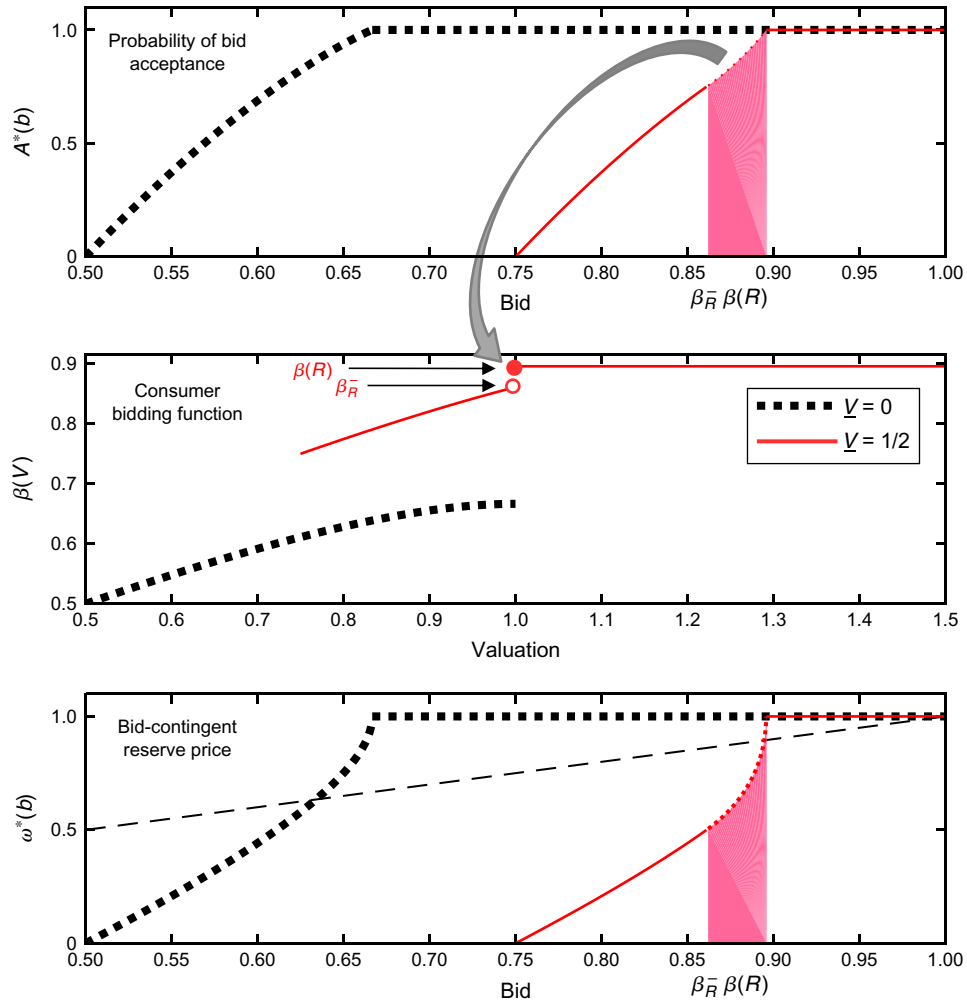 1.0
Probability of bid
acceptance
A*(b)
0.5
0
0.50 0.55 0.60 0.65 0.70 0.75 0.80 0.85 0.90 0.95 1.00
Bid
β_R^- β(R)
0.9
Consumer
bidding function
β(R)
β_R^-
0.8
V = 0
V = 1/2
β(V)
0.7
0.6
0.5
0.5 0.6 0.7 0.8 0.9 1.0 1.1 1.2 1.3 1.4 1.5
Valuation
1.0
Bid-contingent
reserve price
ω*(b)
0.5
0
0.50 0.55 0.60 0.65 0.70 0.75 0.80 0.85 0.90 0.95 1.00
Bid
β_R^- β(R)